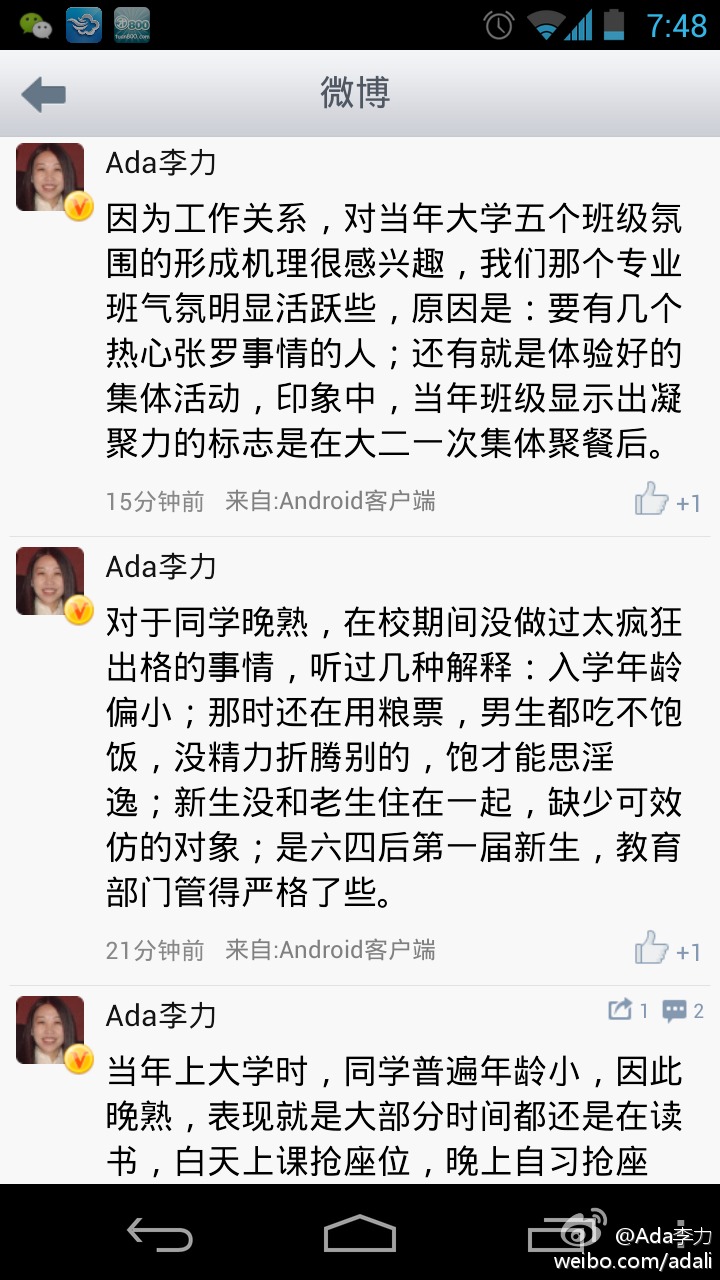 7:48
微博
Ada李力
因为工作关系，对当年大学五个班级氛
围的形成机理很感兴趣，我们那个专业
班气氛明显活跃些，原因是：要有几个
热心张罗事情的人；还有就是体验好的
集体活动，印象中，当年班级显示出凝
聚力的标志是在大二一次集体聚餐后。
15分钟前 来自:Android客户端 +1
Ada李力
对于同学晚熟，在校期间没做过太疯狂
出格的事情，听过几种解释：入学年龄
偏小；那时还在用粮票，男生都吃不饱
饭，没精力折腾别的，饱才能思淫
逸；新生没和老生住在一起，缺少可效
仿的对象；是六四后第一届新生，教育
部门管得严格了些。
21分钟前 来自:Android客户端 +1
Ada李力 1 2
当年上大学时，同学普遍年龄小，因此
晚熟，表现就是大部分时间都还是在读
书，白天上课抢座位，晚上自习抢座
@Ada李力
weibo.com/adali